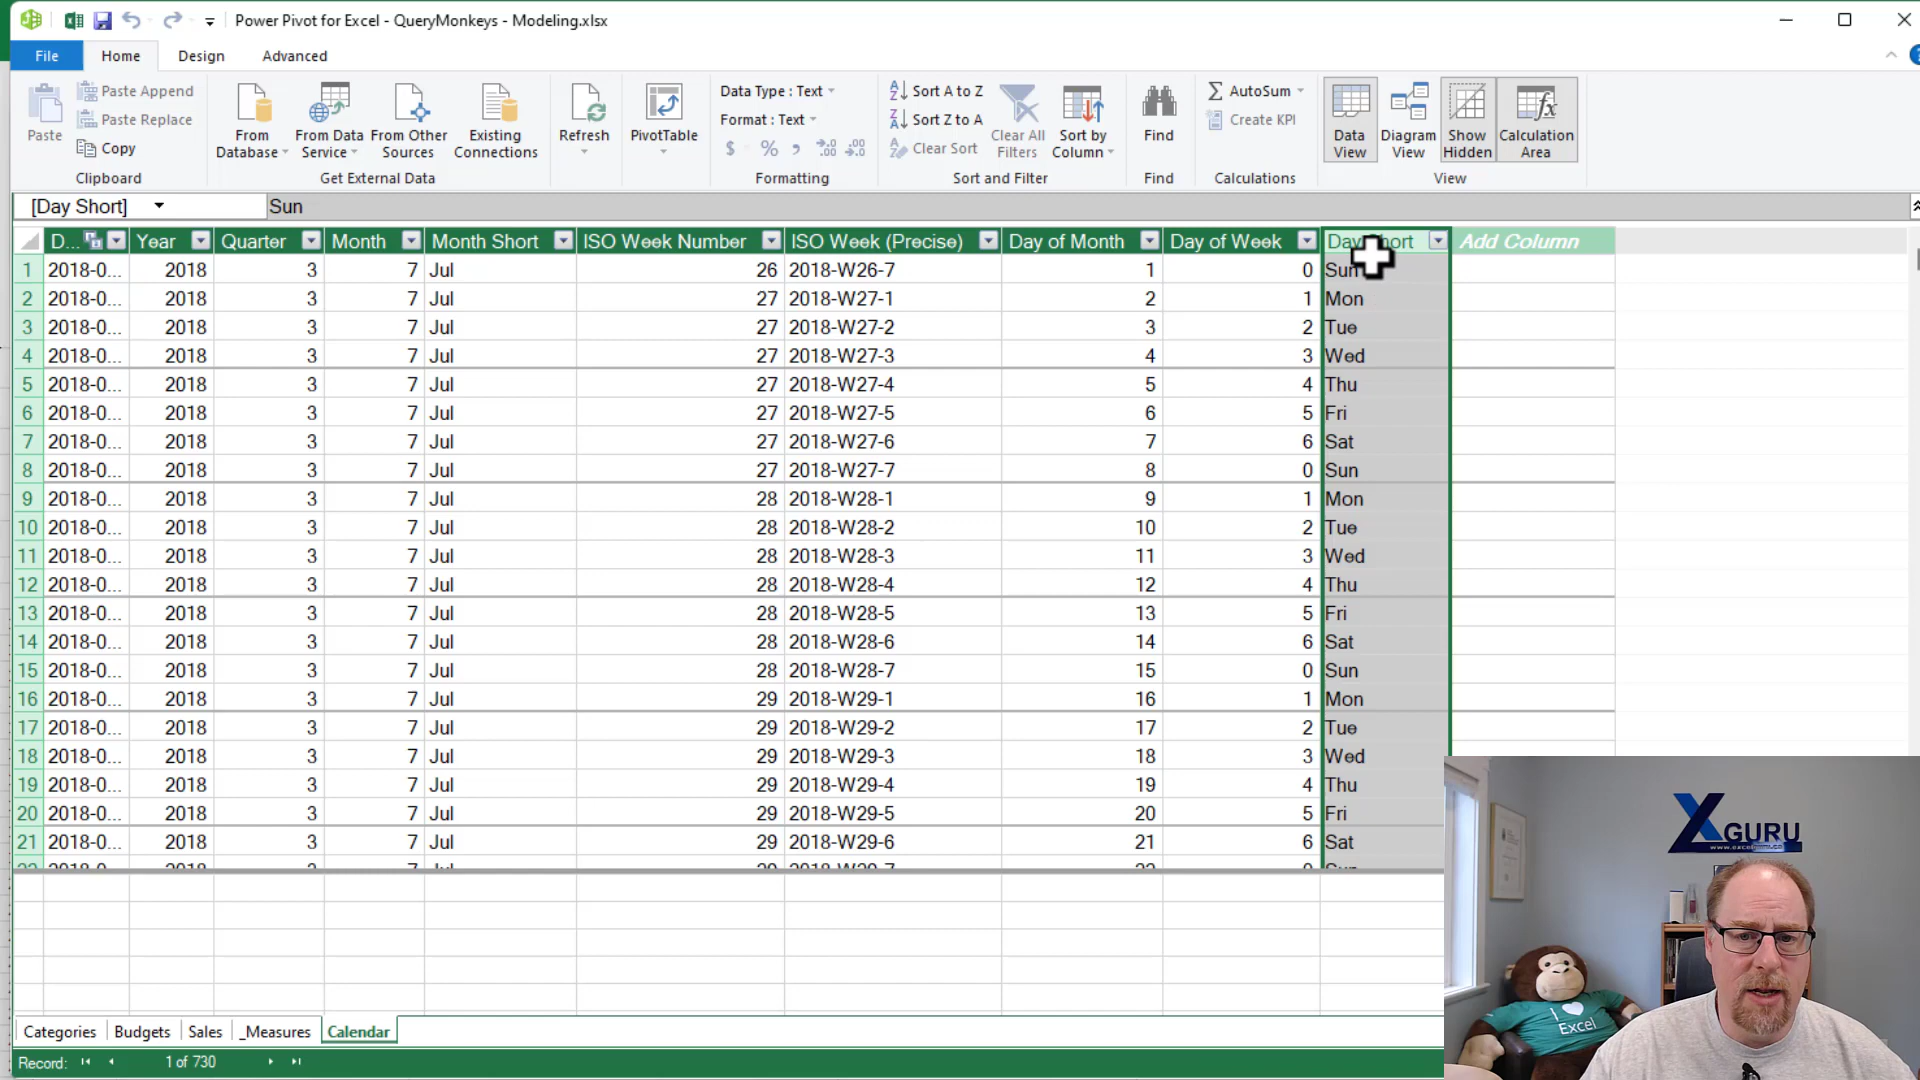 Power Pivot for Excel - QueryMonkeys - Modeling.xlsx
File Home Design Advanced
Paste
Paste Append
Paste Replace
Copy
Clipboard
From Database
From Data Service
From Other Sources
Existing Connections
Get External Data
Refresh
PivotTable
Data Type : Text
Format : Text
$ % ,
Formatting
Sort A to Z
Sort Z to A
Clear Sort
Clear All Filters
Sort by Column
Sort and Filter
Find
Find
AutoSum
Create KPI
Calculations
Data View
Diagram View
Show Hidden
Calculation Area
View
[Day Short] Sun
D... Year Quarter Month Month Short ISO Week Number ISO Week (Precise) Day of Month Day of Week Day Short Add Column
1 2018-0... 2018 3 7 Jul 26 2018-W26-7 1 0 Sun
2 2018-0... 2018 3 7 Jul 27 2018-W27-1 2 1 Mon
3 2018-0... 2018 3 7 Jul 27 2018-W27-2 3 2 Tue
4 2018-0... 2018 3 7 Jul 27 2018-W27-3 4 3 Wed
5 2018-0... 2018 3 7 Jul 27 2018-W27-4 5 4 Thu
6 2018-0... 2018 3 7 Jul 27 2018-W27-5 6 5 Fri
7 2018-0... 2018 3 7 Jul 27 2018-W27-6 7 6 Sat
8 2018-0... 2018 3 7 Jul 27 2018-W27-7 8 0 Sun
9 2018-0... 2018 3 7 Jul 28 2018-W28-1 9 1 Mon
10 2018-0... 2018 3 7 Jul 28 2018-W28-2 10 2 Tue
11 2018-0... 2018 3 7 Jul 28 2018-W28-3 11 3 Wed
12 2018-0... 2018 3 7 Jul 28 2018-W28-4 12 4 Thu
13 2018-0... 2018 3 7 Jul 28 2018-W28-5 13 5 Fri
14 2018-0... 2018 3 7 Jul 28 2018-W28-6 14 6 Sat
15 2018-0... 2018 3 7 Jul 28 2018-W28-7 15 0 Sun
16 2018-0... 2018 3 7 Jul 29 2018-W29-1 16 1 Mon
17 2018-0... 2018 3 7 Jul 29 2018-W29-2 17 2 Tue
18 2018-0... 2018 3 7 Jul 29 2018-W29-3 18 3 Wed
19 2018-0... 2018 3 7 Jul 29 2018-W29-4 19 4 Thu
20 2018-0... 2018 3 7 Jul 29 2018-W29-5 20 5 Fri
21 2018-0... 2018 3 7 Jul 29 2018-W29-6 21 6 Sat
XGURU
www.excelguru.ca
I Excel
Categories Budgets Sales _Measures Calendar
Record: 1 of 730